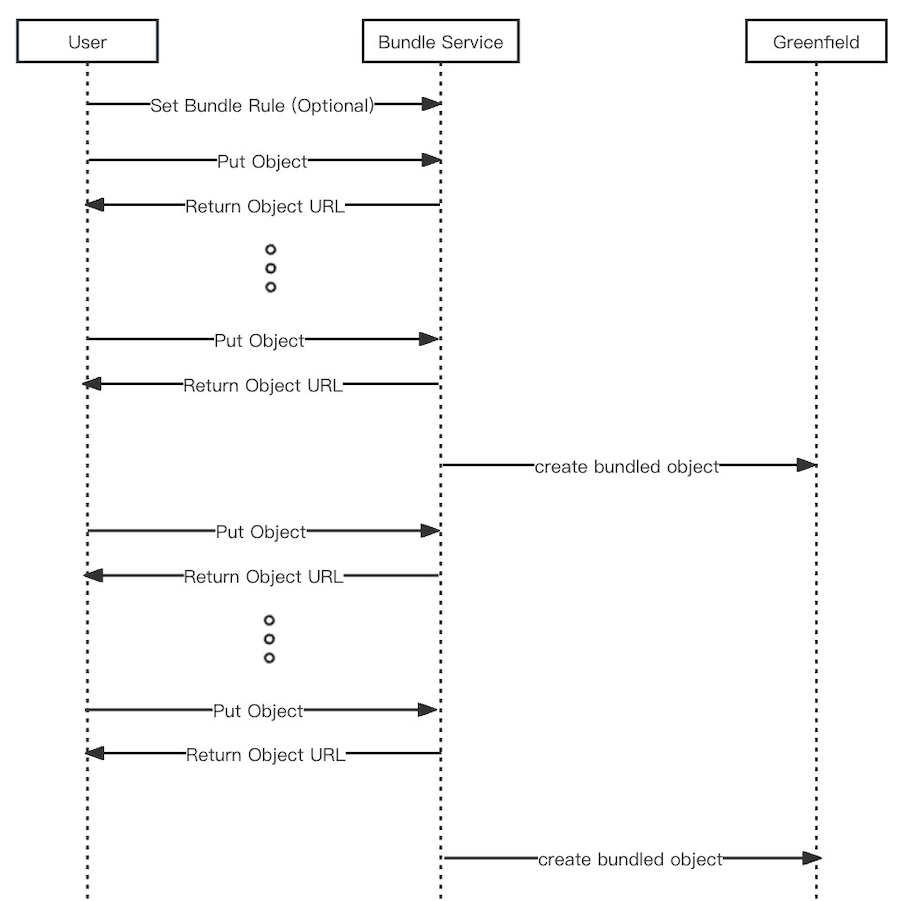 User
Bundle Service
Greenfield
Set Bundle Rule (Optional)
Put Object
Return Object URL
Put Object
Return Object URL
create bundled object
Put Object
Return Object URL
Put Object
Return Object URL
create bundled object